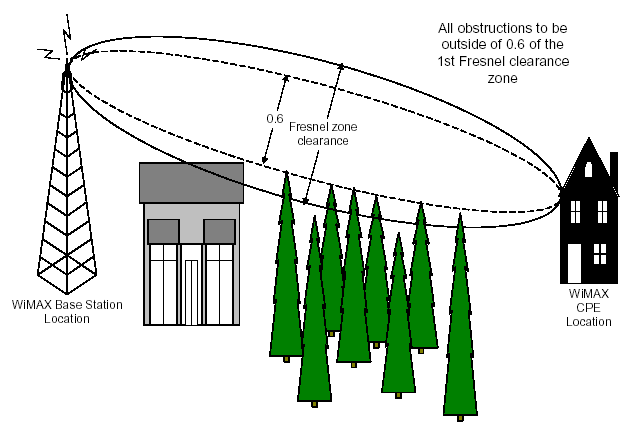 All obstructions to be
outside of 0.6 of the
1st Fresnel clearance
zone
0.6
Fresnel zone
clearance
WiMAX Base Station
Location
WiMAX
CPE
Location